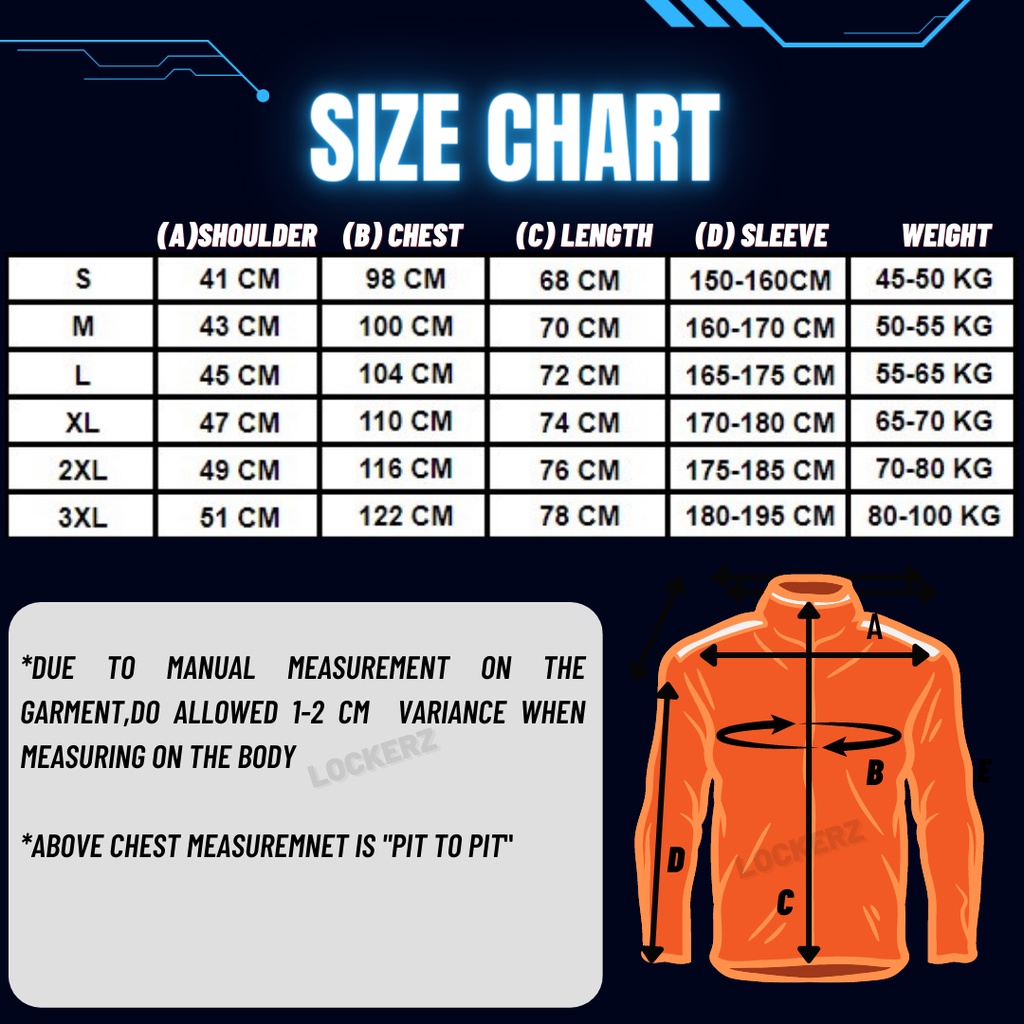 SIZE CHART
(A)SHOULDER (B) CHEST (C) LENGTH (D) SLEEVE WEIGHT
S 41 CM 98 CM 68 CM 150-160CM 45-50 KG
M 43 CM 100 CM 70 CM 160-170 CM 50-55 KG
L 45 CM 104 CM 72 CM 165-175 CM 55-65 KG
XL 47 CM 110 CM 74 CM 170-180 CM 65-70 KG
2XL 49 CM 116 CM 76 CM 175-185 CM 70-80 KG
3XL 51 CM 122 CM 78 CM 180-195 CM 80-100 KG
*DUE TO MANUAL MEASUREMENT ON THE
GARMENT,DO ALLOWED 1-2 CM VARIANCE WHEN
MEASURING ON THE BODY
LOCKERZ
*ABOVE CHEST MEASUREMNET IS "PIT TO PIT"
A
B
E
LOCKERZ
D
C